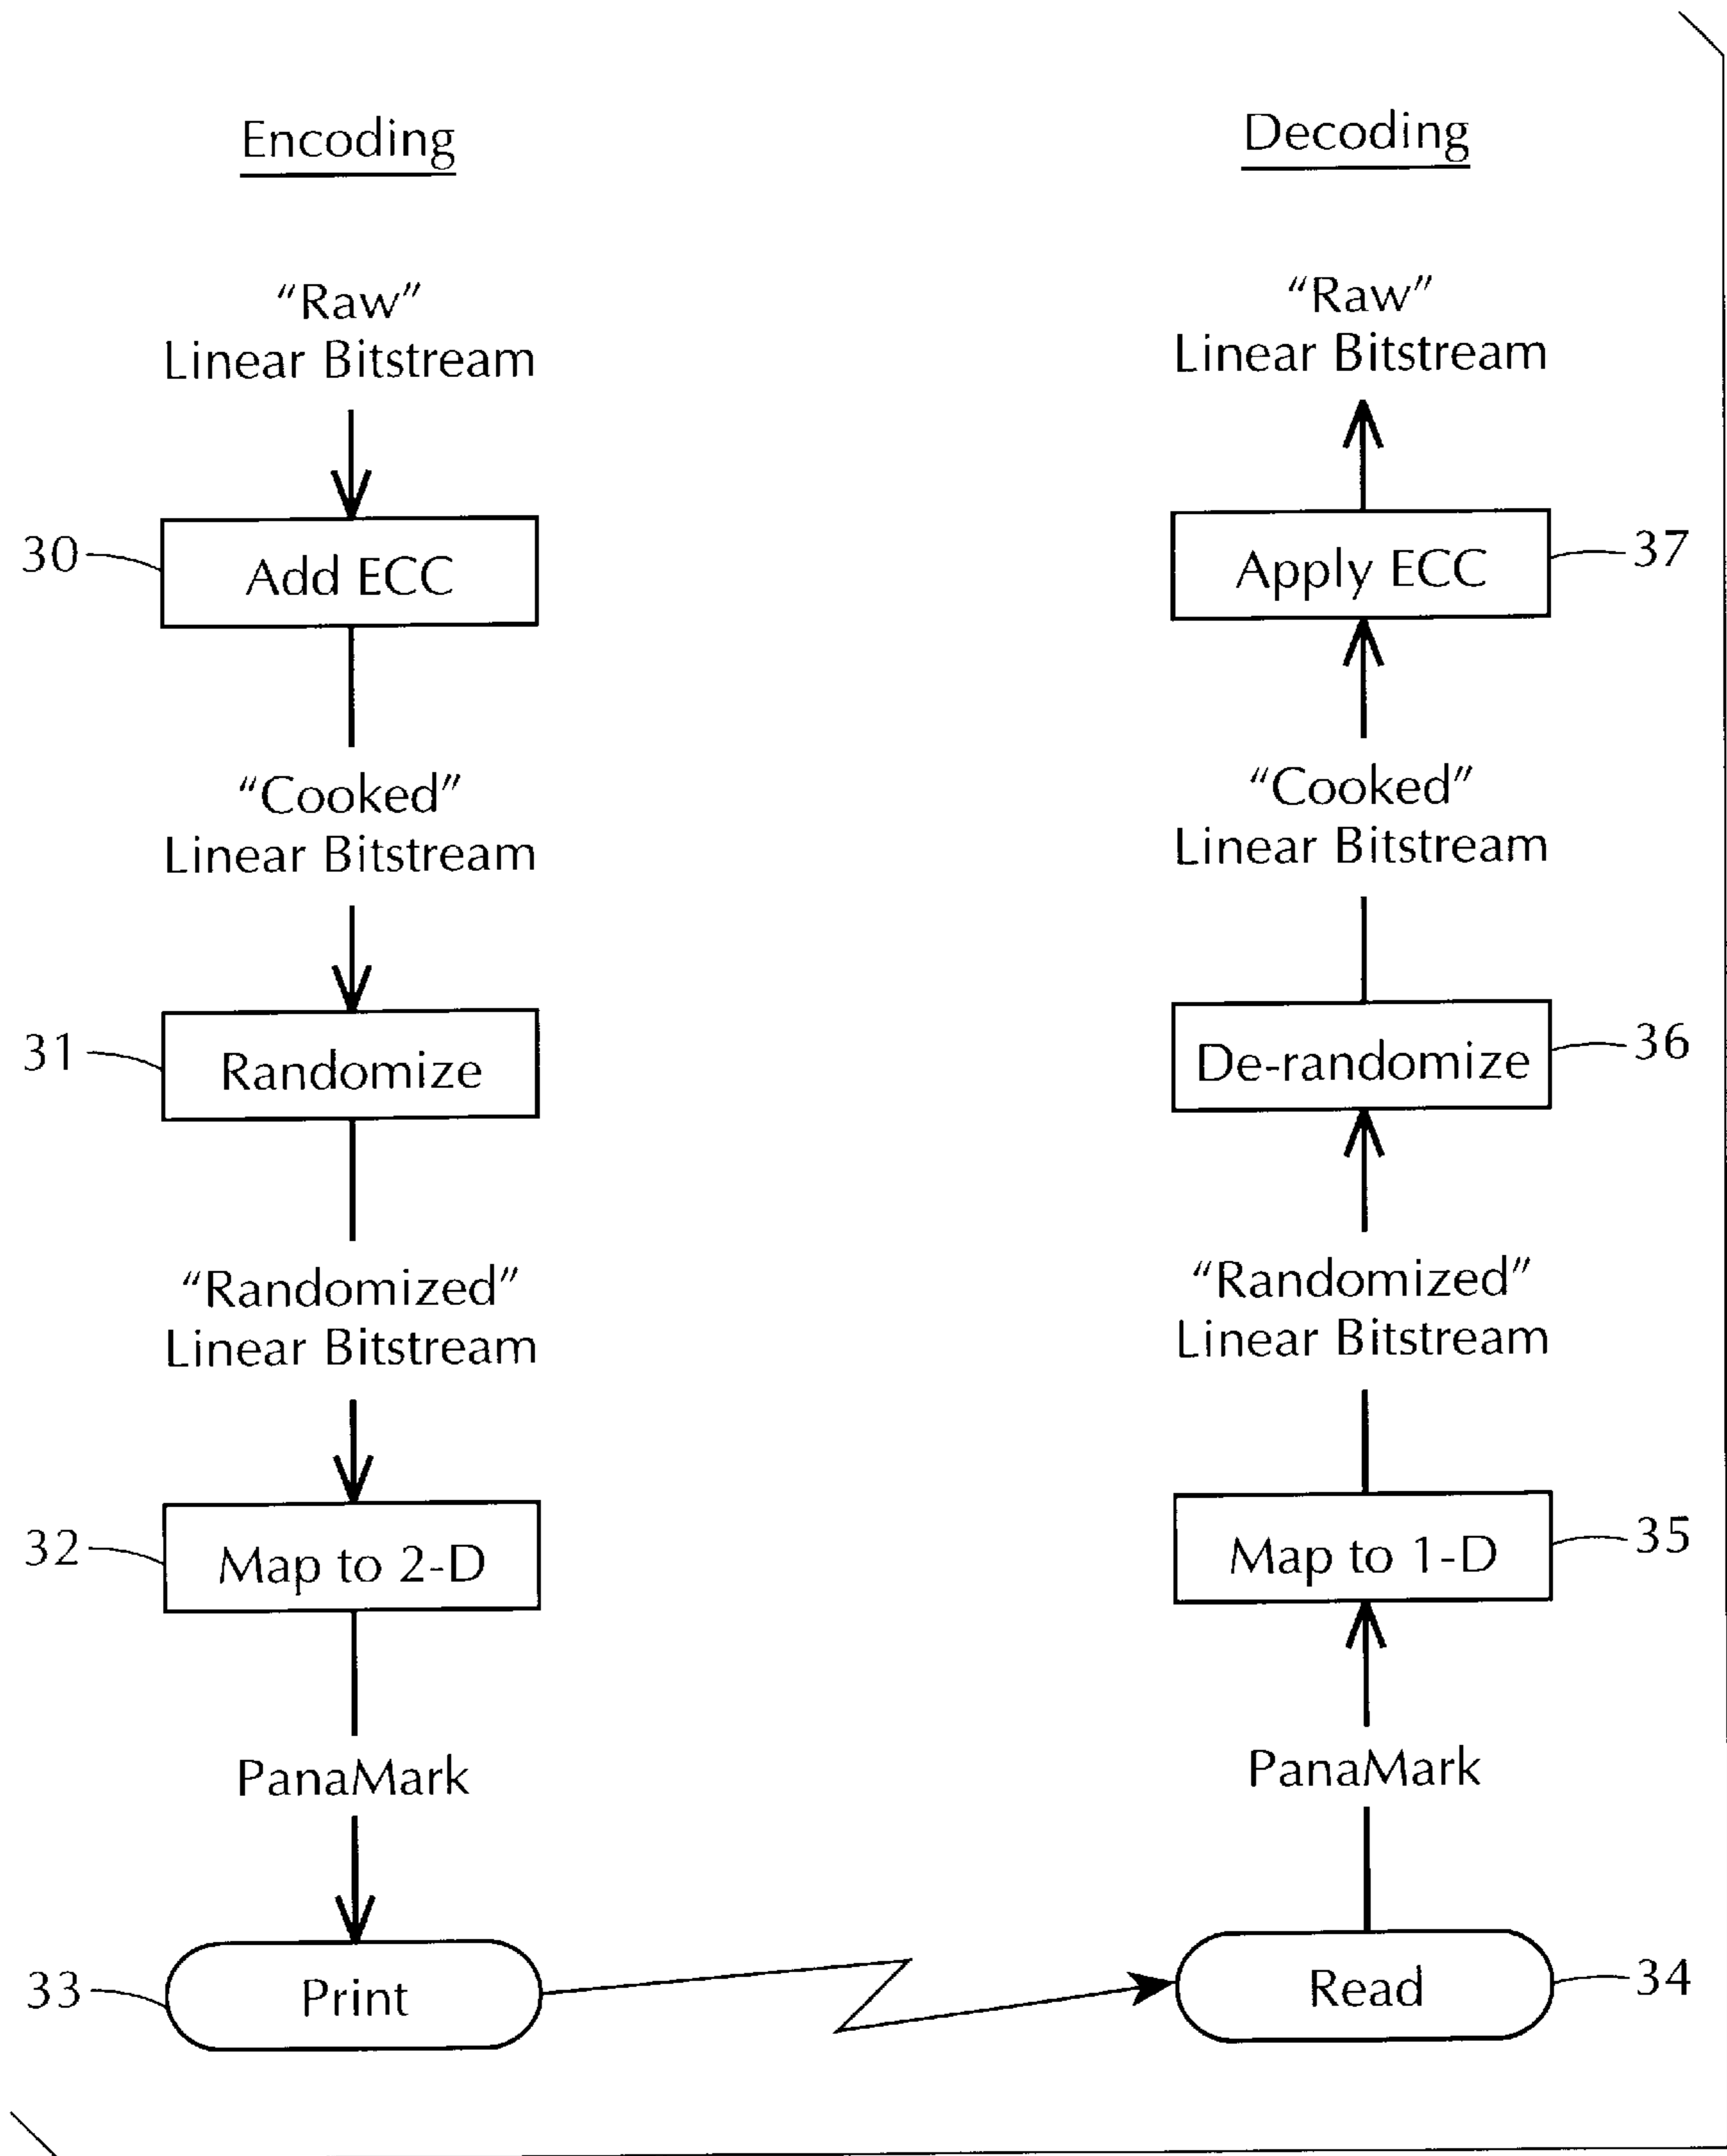 Encoding
"Raw"
Linear Bitstream
30
Add ECC
"Cooked"
Linear Bitstream
31
Randomize
"Randomized"
Linear Bitstream
32
Map to 2-D
PanaMark
33
Print
Decoding
"Raw"
Linear Bitstream
Apply ECC
37
"Cooked"
Linear Bitstream
De-randomize
36
"Randomized"
Linear Bitstream
Map to 1-D
35
PanaMark
Read
34